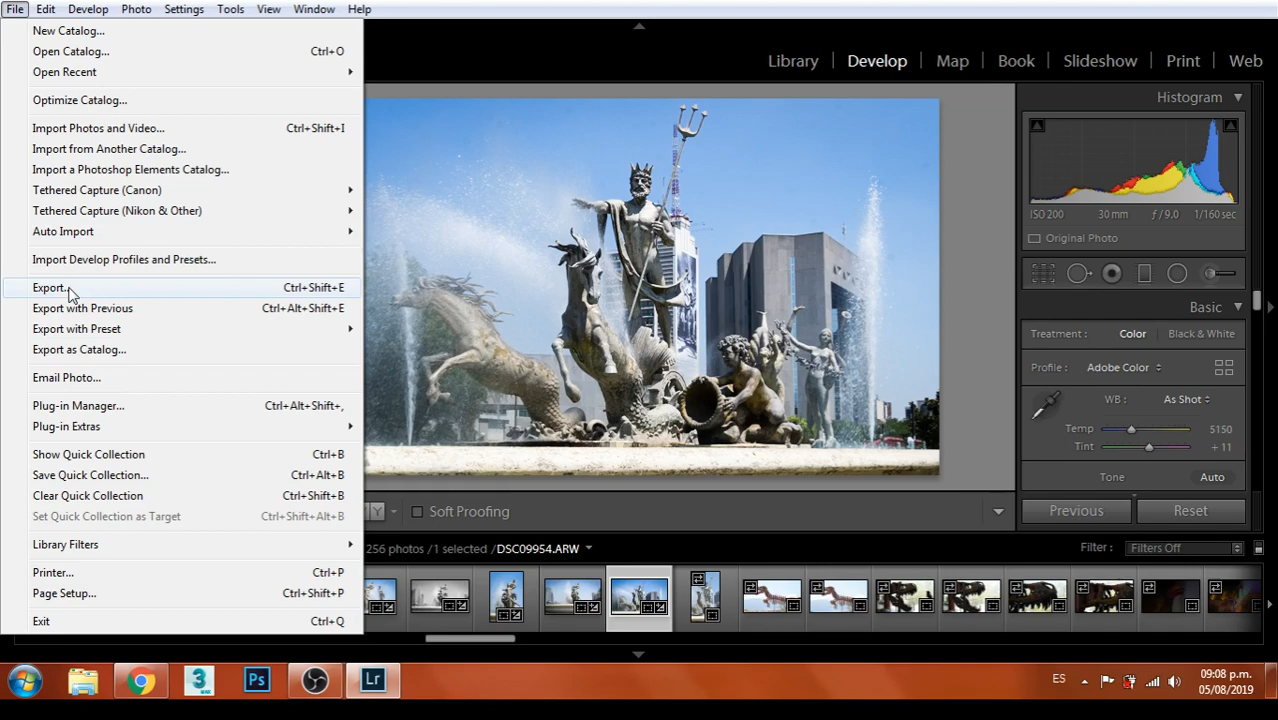 File Edit Develop Photo Settings Tools View Window Help
New Catalog...
Open Catalog... Ctrl+O
Open Recent
Optimize Catalog...
Import Photos and Video... Ctrl+Shift+I
Import from Another Catalog...
Import a Photoshop Elements Catalog...
Tethered Capture (Canon)
Tethered Capture (Nikon & Other)
Auto Import
Import Develop Profiles and Presets...
Export... Ctrl+Shift+E
Export with Previous Ctrl+Alt+Shift+E
Export with Preset
Export as Catalog...
Email Photo...
Plug-in Manager... Ctrl+Alt+Shift+,
Plug-in Extras
Show Quick Collection Ctrl+B
Save Quick Collection... Ctrl+Alt+B
Clear Quick Collection Ctrl+Shift+B
Set Quick Collection as Target Ctrl+Shift+Alt+B
Library Filters
Printer... Ctrl+P
Page Setup... Ctrl+Shift+P
Exit Ctrl+Q
Library Develop Map Book Slideshow Print Web
Histogram
ISO 200 30 mm ƒ / 9.0 1/160 sec
Original Photo
Basic
Treatment : Color Black & White
Profile : Adobe Color
WB : As Shot
Temp 5150
Tint + 11
Tone Auto
Previous Reset
Y Soft Proofing
256 photos / 1 selected / DSC09954.ARW
Filter : Filters Off
3 Ps Lr
ES 09:08 p.m.
05/08/2019